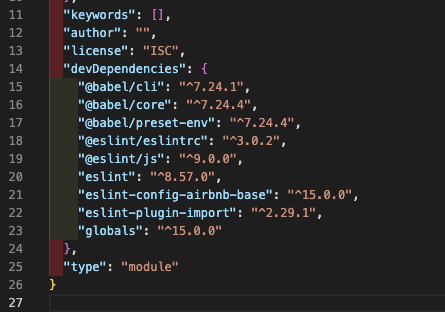 11 "keywords": [],
12 "author": "",
13 "license": "ISC",
14 "devDependencies": {
15 "@babel/cli": "^7.24.1",
16 "@babel/core": "^7.24.4",
17 "@babel/preset-env": "^7.24.4",
18 "@eslint/eslintrc": "^3.0.2",
19 "@eslint/js": "^9.0.0",
20 "eslint": "^8.57.0",
21 "eslint-config-airbnb-base": "^15.0.0",
22 "eslint-plugin-import": "^2.29.1",
23 "globals": "^15.0.0"
24 },
25 "type": "module"
26 }
27